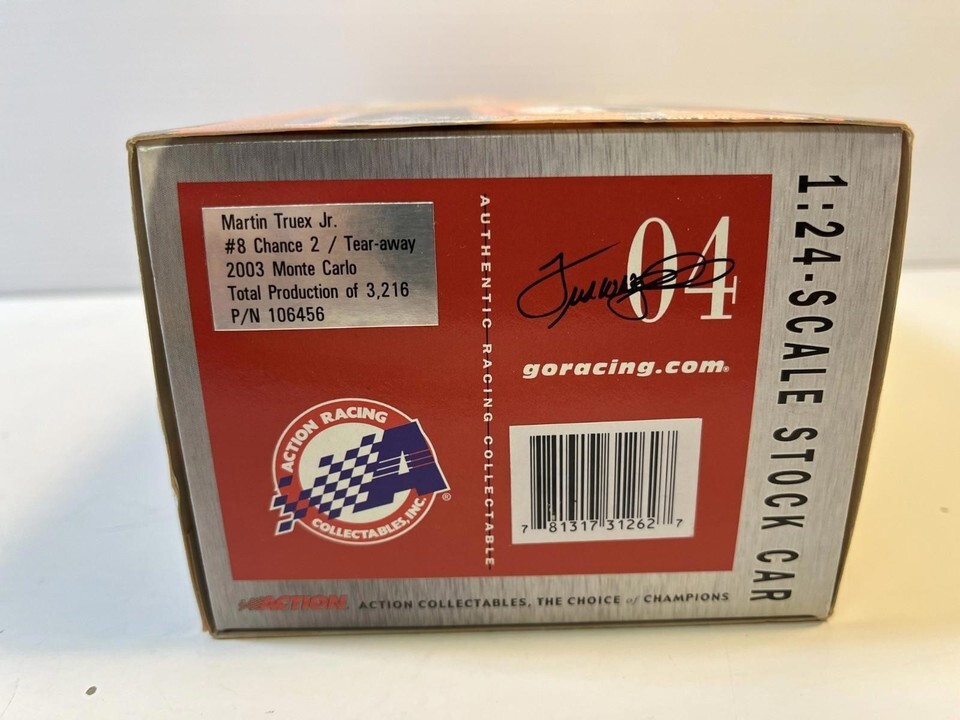 Martin Truex Jr.
#8 Chance 2 / Tear-away
2003 Monte Carlo
Total Production of 3,216
P/N 106456
AUTHENTIC RACING COLLECTABLE
04
goracing.com®
ACTION RACING
COLLECTABLES, INC.
A
®
7 81317 31262 7
1:24-SCALE STOCK CAR
ACTION
ACTION COLLECTABLES, THE CHOICE of CHAMPIONS